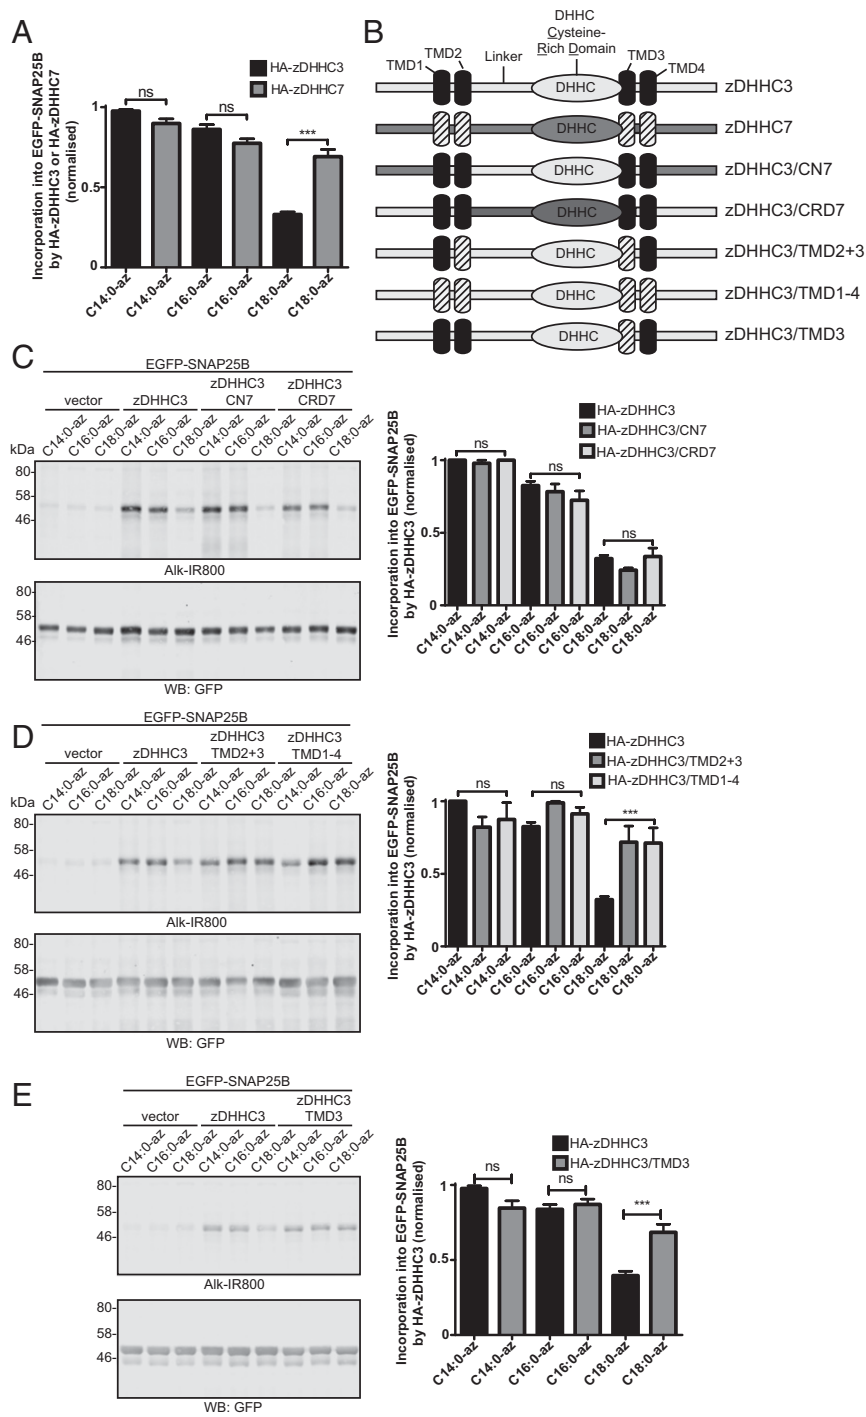 A
HA-zDHHC3
HA-zDHHC7
Incorporation into EGFP-SNAP25B
by HA-zDHHC3 or HA-zDHHC7
(normalised)
1
0.5
0
ns
ns
***
C14:0-az
C14:0-az
C16:0-az
C16:0-az
C18:0-az
C18:0-az
B
DHHC
Cysteine-
Rich Domain
TMD1
TMD2
Linker
TMD3
TMD4
DHHC
zDHHC3
DHHC
zDHHC7
DHHC
zDHHC3/CN7
DHHC
zDHHC3/CRD7
DHHC
zDHHC3/TMD2+3
DHHC
zDHHC3/TMD1-4
DHHC
zDHHC3/TMD3
C
EGFP-SNAP25B
vector
zDHHC3
zDHHC3
CN7
zDHHC3
CRD7
C14:0-az
C16:0-az
C18:0-az
C14:0-az
C16:0-az
C18:0-az
C14:0-az
C16:0-az
C18:0-az
C14:0-az
C16:0-az
C18:0-az
kDa
80-
58-
46-
Alk-IR800
80-
58-
46-
WB: GFP
HA-zDHHC3
HA-zDHHC3/CN7
HA-zDHHC3/CRD7
Incorporation into EGFP-SNAP25B
by HA-zDHHC3 (normalised)
1
0.5
0
ns
ns
ns
C14:0-az
C14:0-az
C14:0-az
C16:0-az
C16:0-az
C16:0-az
C18:0-az
C18:0-az
C18:0-az
D
EGFP-SNAP25B
vector
zDHHC3
zDHHC3
TMD2+3
zDHHC3
TMD1-4
C14:0-az
C16:0-az
C18:0-az
C14:0-az
C16:0-az
C18:0-az
C14:0-az
C16:0-az
C18:0-az
C14:0-az
C16:0-az
C18:0-az
kDa
80-
58-
46-
Alk-IR800
80-
58-
46-
WB: GFP
HA-zDHHC3
HA-zDHHC3/TMD2+3
HA-zDHHC3/TMD1-4
Incorporation into EGFP-SNAP25B
by HA-zDHHC3 (normalised)
1
0.5
0
ns
ns
***
C14:0-az
C14:0-az
C14:0-az
C16:0-az
C16:0-az
C16:0-az
C18:0-az
C18:0-az
C18:0-az
E
EGFP-SNAP25B
vector
zDHHC3
zDHHC3
TMD3
C14:0-az
C16:0-az
C18:0-az
C14:0-az
C16:0-az
C18:0-az
C14:0-az
C16:0-az
C18:0-az
80-
58-
46-
Alk-IR800
80-
58-
46-
WB: GFP
HA-zDHHC3
HA-zDHHC3/TMD3
Incorporation into EGFP-SNAP25B
by HA-zDHHC3 (normalised)
1
0.5
0
ns
ns
***
C14:0-az
C14:0-az
C16:0-az
C16:0-az
C18:0-az
C18:0-az